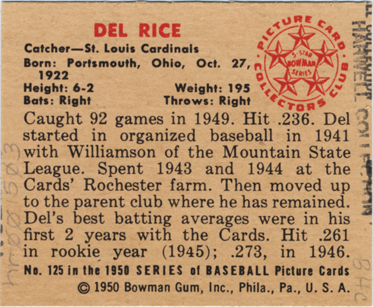 DEL RICE
Catcher—St. Louis Cardinals
Born: Portsmouth, Ohio, Oct. 27,
1922
Height: 6-2 Weight: 195
Bats: Right Throws: Right
PICTURE CARD
COLLECTORS CLUB
5-STAR
BOWMAN
SERIES
Caught 92 games in 1949. Hit .236. Del
started in organized baseball in 1941
with Williamson of the Mountain State
League. Spent 1943 and 1944 at the
Cards' Rochester farm. Then moved up
to the parent club where he has remained.
Del's best batting averages were in his
first 2 years with the Cards. Hit .261
in rookie year (1945); .273, in 1946.
No. 125 in the 1950 SERIES of BASEBALL Picture Cards
©1950 Bowman Gum, Inc., Phila., Pa., U. S. A.